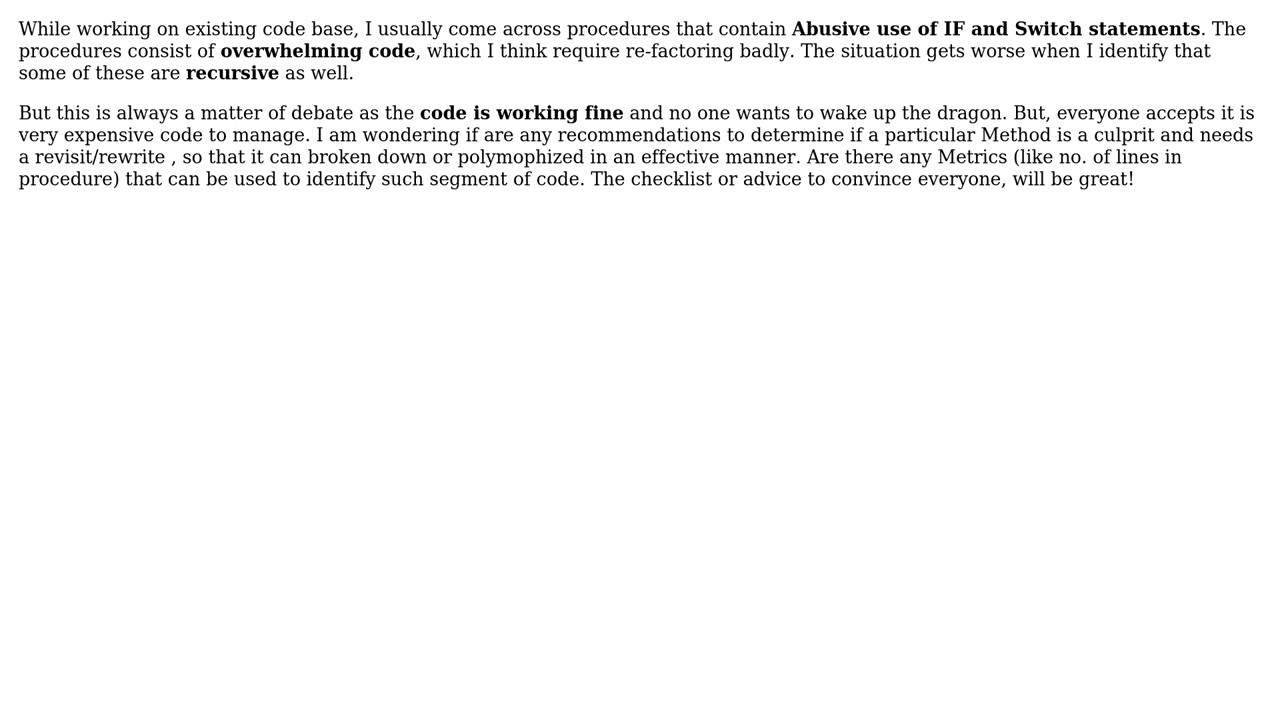 While working on existing code base, I usually come across procedures that contain Abusive use of IF and Switch statements. The
procedures consist of overwhelming code, which I think require re-factoring badly. The situation gets worse when I identify that
some of these are recursive as well.
But this is always a matter of debate as the code is working fine and no one wants to wake up the dragon. But, everyone accepts it is
very expensive code to manage. I am wondering if are any recommendations to determine if a particular Method is a culprit and needs
a revisit/rewrite , so that it can broken down or polymophized in an effective manner. Are there any Metrics (like no. of lines in
procedure) that can be used to identify such segment of code. The checklist or advice to convince everyone, will be great!